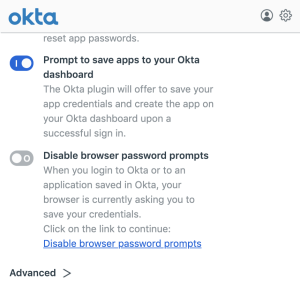 okta
reset app passwords.
Prompt to save apps to your Okta
dashboard
The Okta plugin will offer to save your
app credentials and create the app on
your Okta dashboard upon a
successful sign in.
Disable browser password prompts
When you login to Okta or to an
application saved in Okta, your
browser is currently asking you to
save your credentials.
Click on the link to continue:
Disable browser password prompts
Advanced >